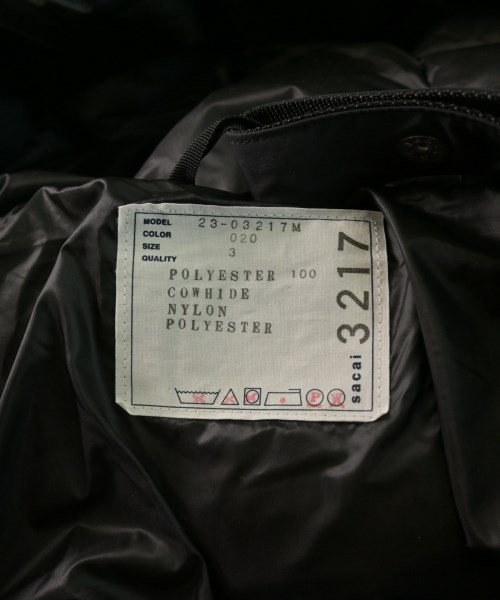 MODEL 23-03217M
COLOR 020
SIZE 3
QUALITY
POLYESTER 100
COWHIDE
NYLON
POLYESTER
sacai 3217
P